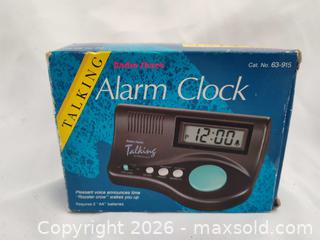 TALKING
Radio Shack
Cat. No. 63-915
Alarm Clock
12:00
Talking
Pleasant voice announces time
"Rooster crow" wakes you up
Requires 2 "AA" batteries
Copyright 2026 - maxsold.com